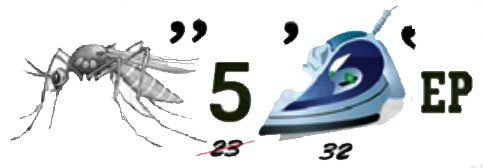 ,, 5 , ‘ EP
23 32